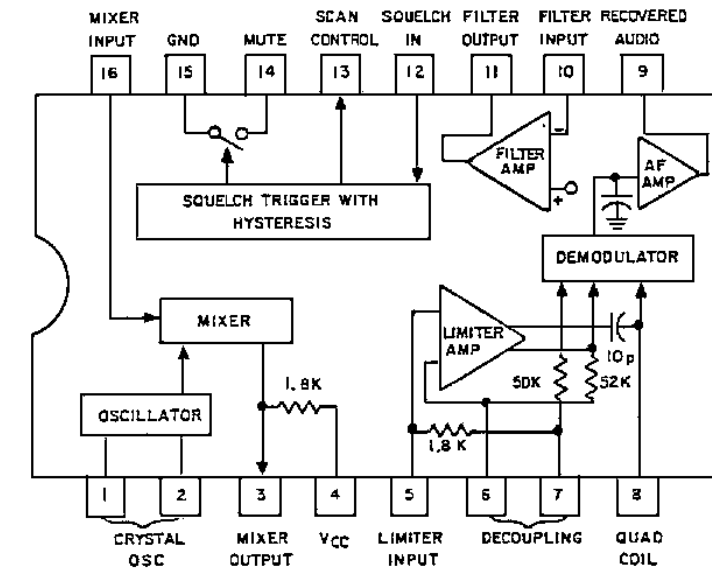 MIXER INPUT
GND
MUTE
SCAN CONTROL
SQUELCH IN
FILTER OUTPUT
FILTER INPUT
RECOVERED AUDIO
16
15
14
13
12
11
10
9
FILTER AMP
-
+
AF AMP
SQUELCH TRIGGER WITH
HYSTERESIS
DEMODULATOR
MIXER
LIMITER AMP
10p
1.8K
50K
52K
OSCILLATOR
1.8K
1
2
3
4
5
6
7
8
CRYSTAL OSC
MIXER OUTPUT
VCC
LIMITER INPUT
DECOUPLING
QUAD COIL